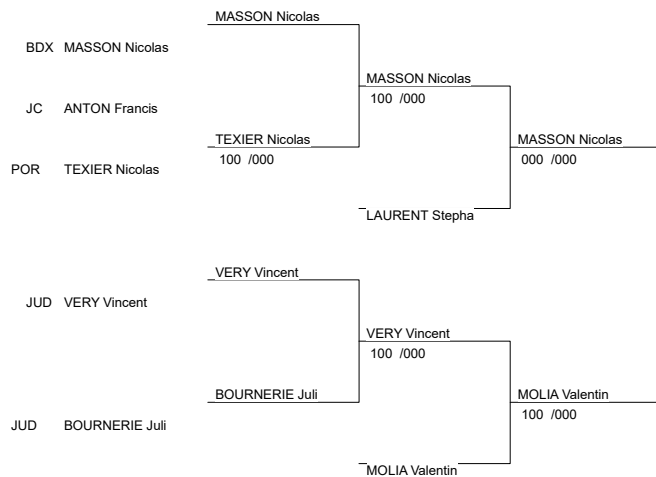 MASSON Nicolas
BDX MASSON Nicolas
MASSON Nicolas
100 /000
JC ANTON Francis
TEXIER Nicolas
100 /000
MASSON Nicolas
000 /000
POR TEXIER Nicolas
LAURENT Stepha
VERY Vincent
JUD VERY Vincent
VERY Vincent
100 /000
BOURNERIE Juli
MOLIA Valentin
100 /000
JUD BOURNERIE Juli
MOLIA Valentin